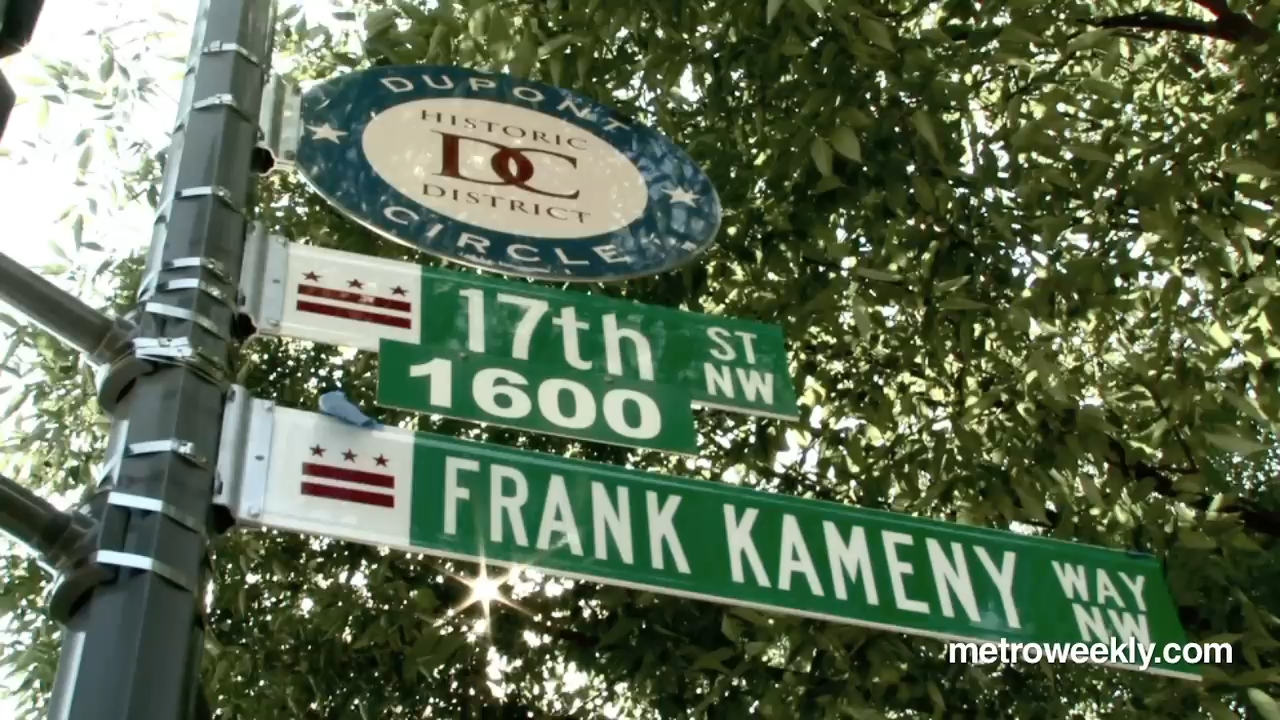 DUPONT
HISTORIC
DC
DISTRICT
CIRCLE
17th ST NW
1600
FRANK KAMENY WAY NW
metroweekly.com